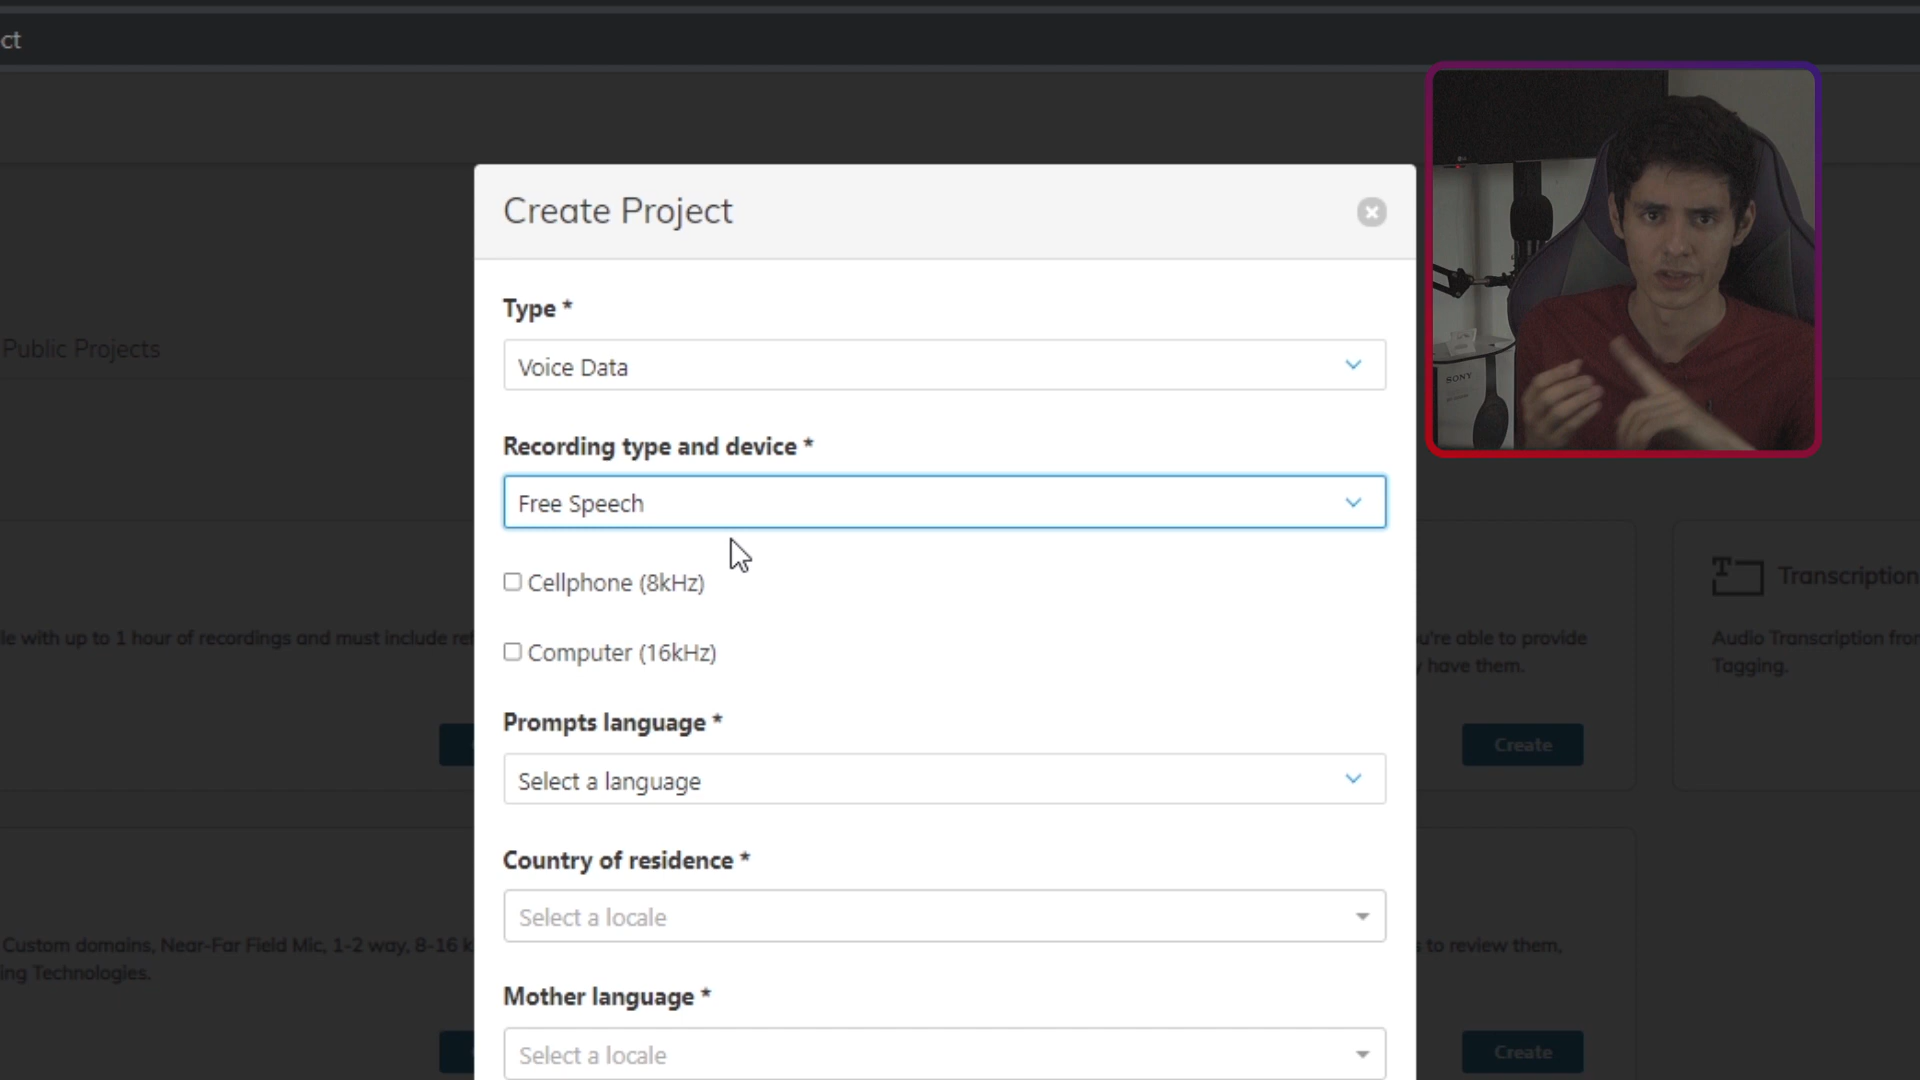 ct
Create Project
Type *
Voice Data
Recording type and device *
Free Speech
Cellphone (8kHz)
Computer (16kHz)
Prompts language *
Select a language
Country of residence *
Select a locale
Mother language *
Select a locale
Public Projects
le with up to 1 hour of recordings and must include
u're able to provide
have them.
Create
Transcription
Audio Transcription from
Tagging.
Custom domains, Near-Far Field Mic, 1-2 way, 8-16 k
ing Technologies.
s to review them,
Create
SONY
LG